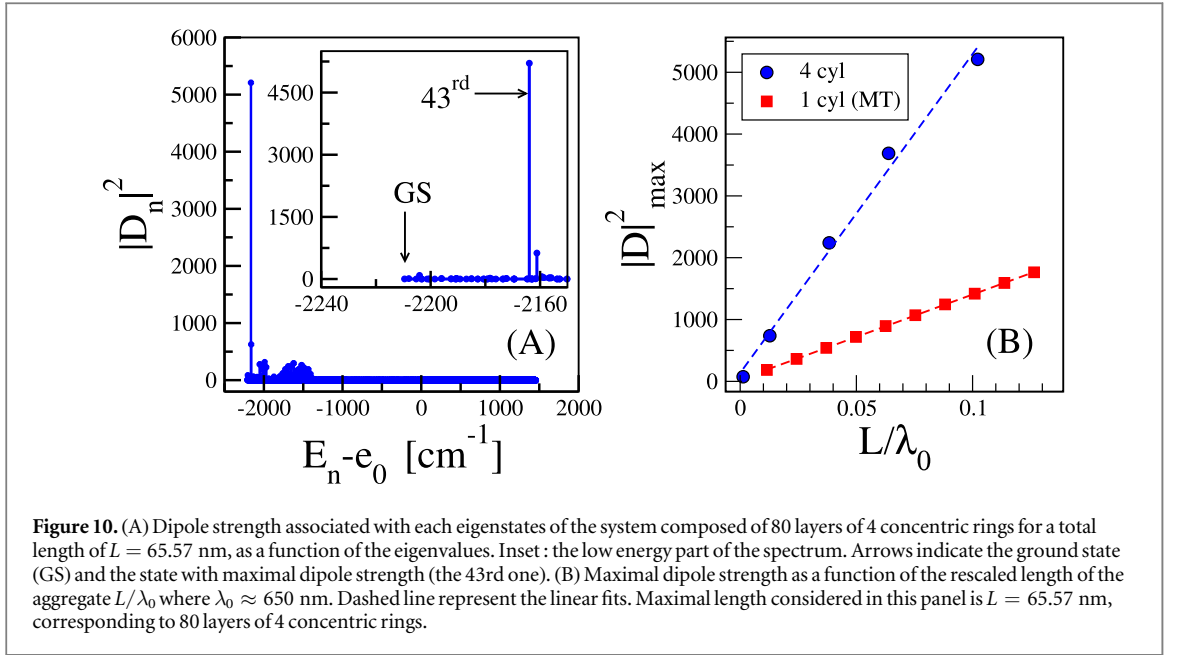 6000
5000
4000
3000
2000
1000
0
|Dₙ|²
-2000 -1000 0 1000 2000
Eₙ-e₀ [cm⁻¹]
4500
3000
1500
0
-2240 -2200 -2160
43ʳᵈ
GS
(A)
5000
4000
3000
2000
1000
0
|D|²max
0 0.05 0.1
L/λ₀
4 cyl
1 cyl (MT)
(B)
Figure 10. (A) Dipole strength associated with each eigenstates of the system composed of 80 layers of 4 concentric rings for a total
length of L = 65.57 nm, as a function of the eigenvalues. Inset : the low energy part of the spectrum. Arrows indicate the ground state
(GS) and the state with maximal dipole strength (the 43rd one). (B) Maximal dipole strength as a function of the rescaled length of the
aggregate L/λ₀ where λ₀ ≈ 650 nm. Dashed line represent the linear fits. Maximal length considered in this panel is L = 65.57 nm,
corresponding to 80 layers of 4 concentric rings.